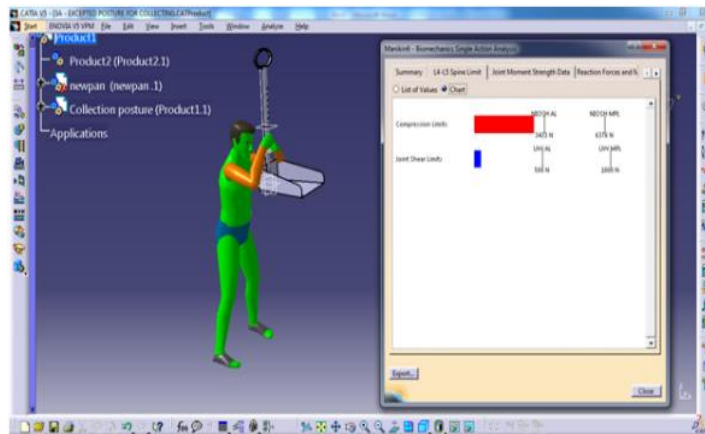 CATIA V5 - [SA - EXCEPTED POSTURE FOR COLLECTING.CATProduct]
Start ENOVIA V5 VPM File Edit View Insert Tools Window Analyze Help
Product1
Product2 (Product2.1)
newpan (newpan .1)
Collection posture (Product1.1)
Applications
Manikin6 - Biomechanics Single Action Analysis
Summary L4-L5 Spine Limit Joint Moment Strength Data Reaction Forces and
List of Values Chart
NIOSH AL NIOSH MPL
Compression Limits
3423 N 6376 N
UW AL UW MPL
Joint Shear Limits
500 N 1000 N
Export...
Close